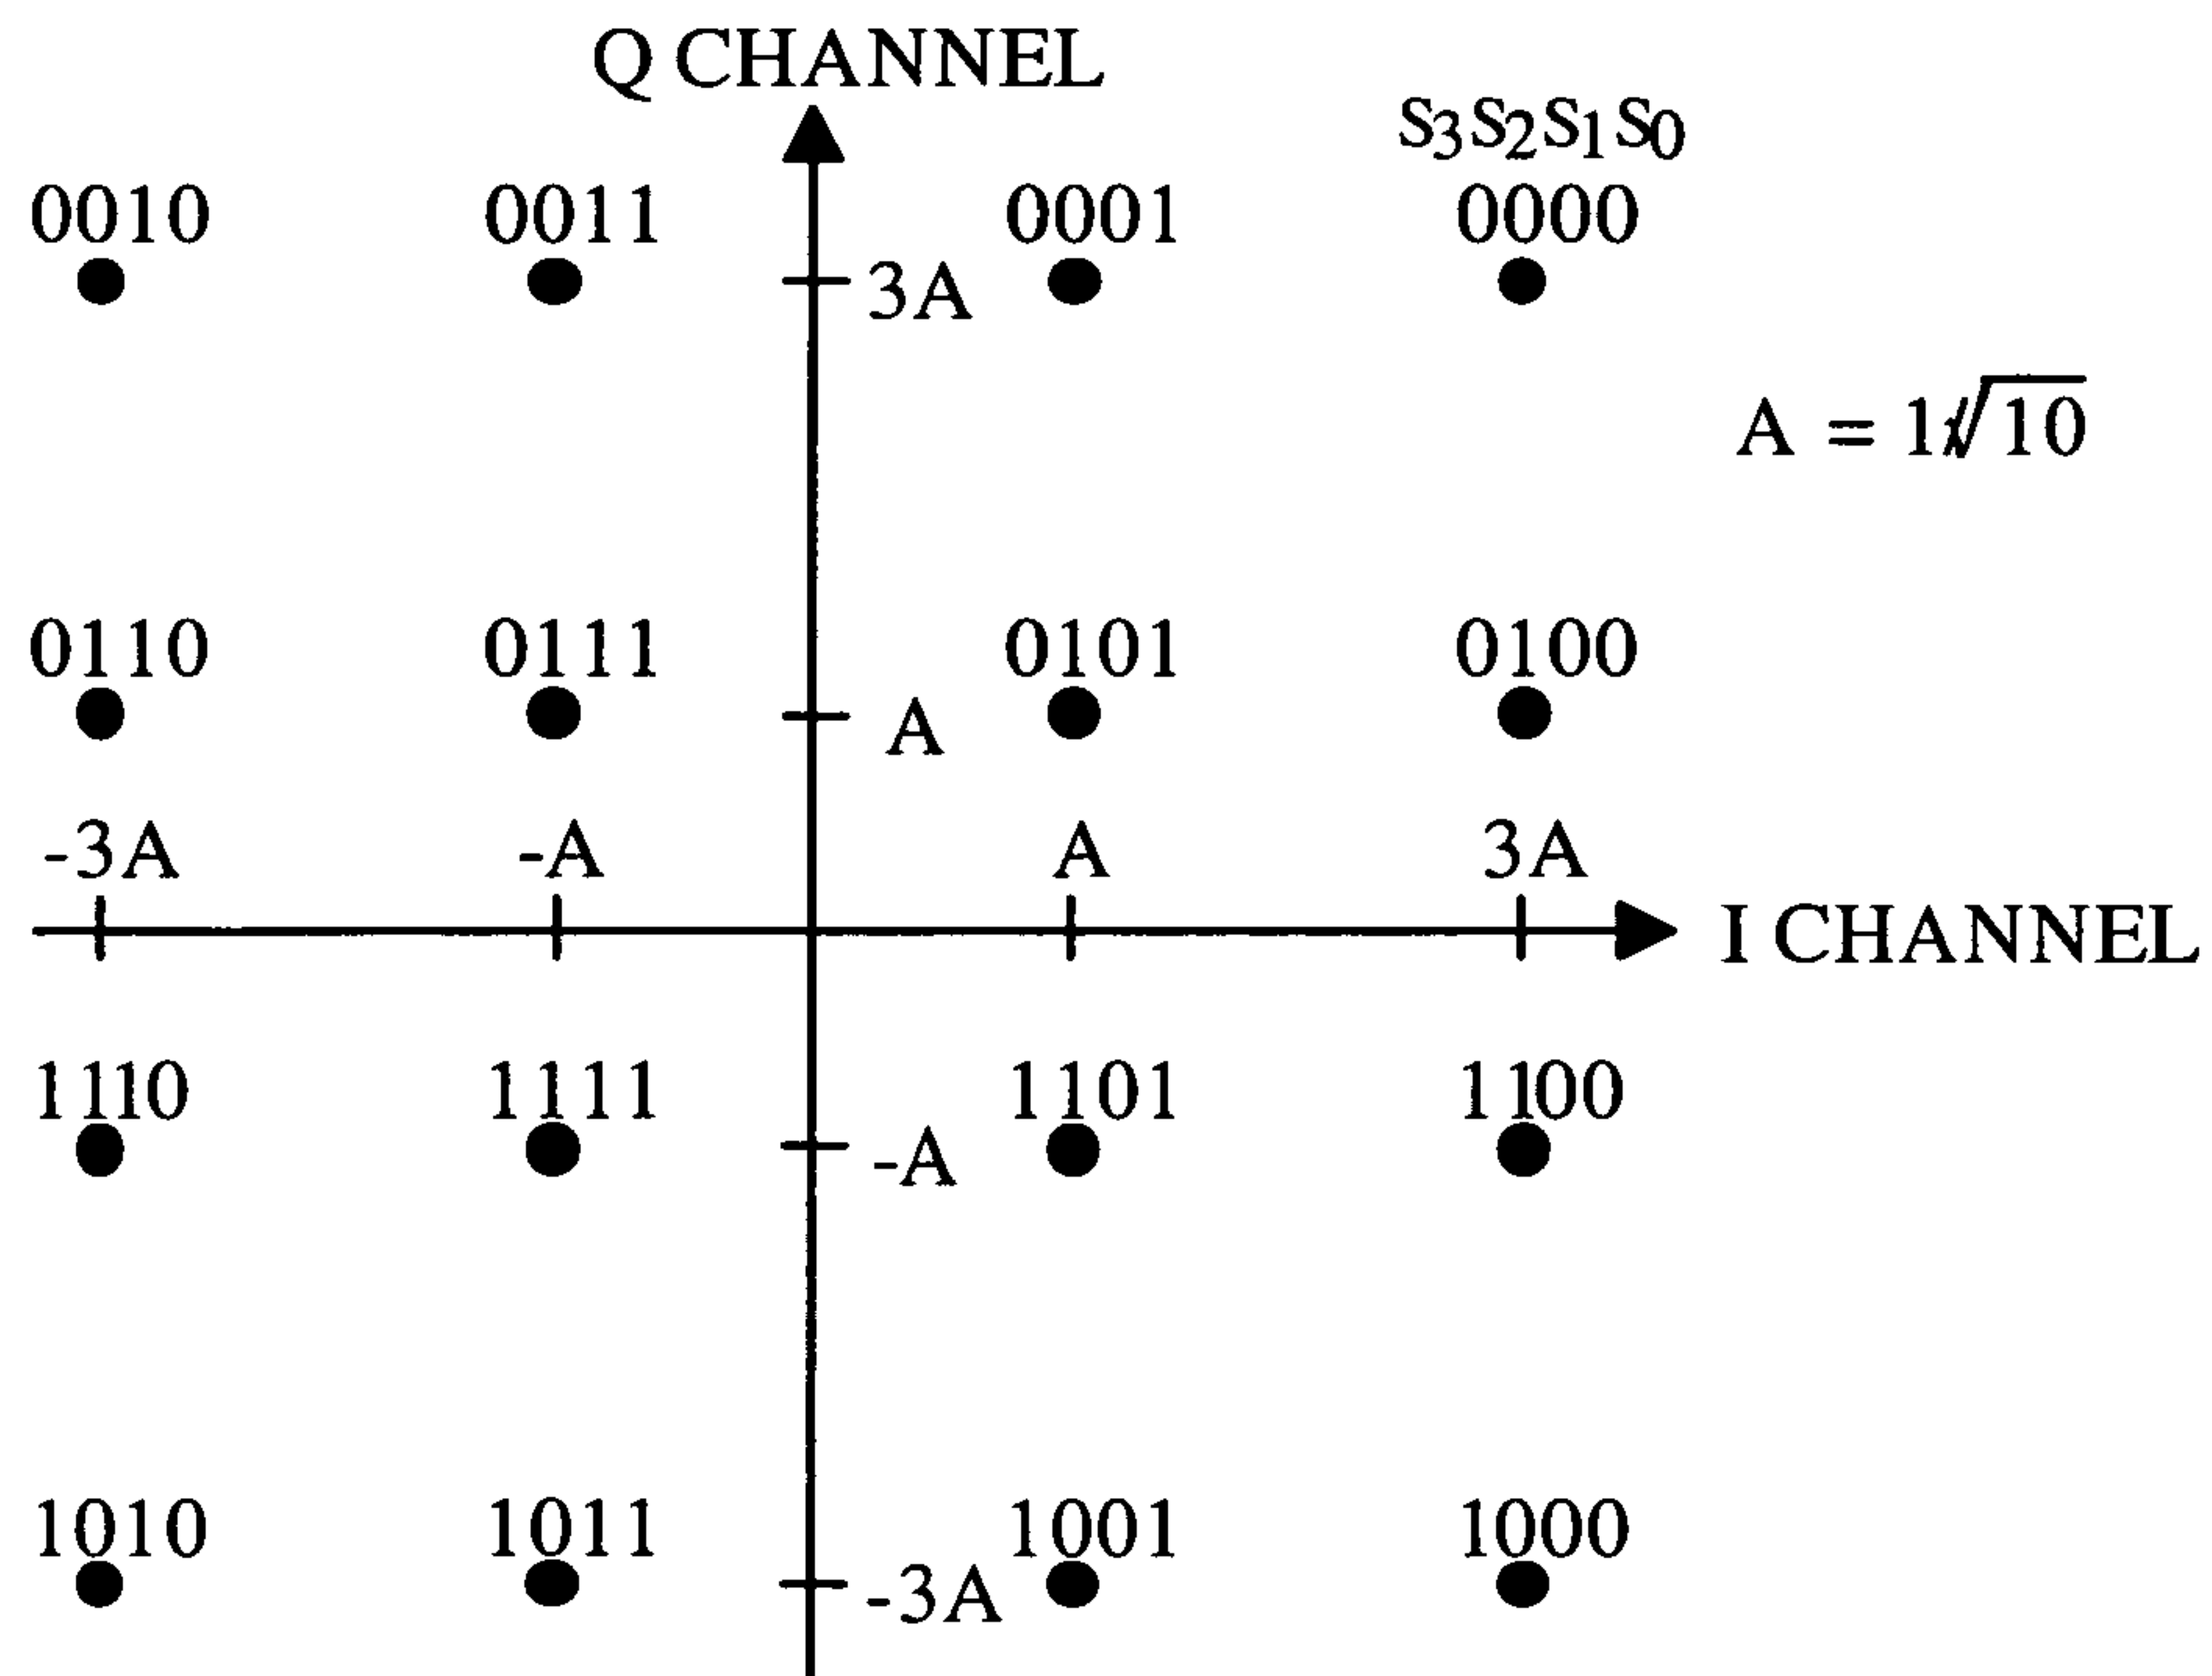 Q CHANNEL
S3S2S1S0
0010 0011 0001 0000
3A
A = 1/√10
0110 0111 0101 0100
A
-3A -A A 3A
I CHANNEL
1110 1111 1101 1100
-A
1010 1011 1001 1000
-3A